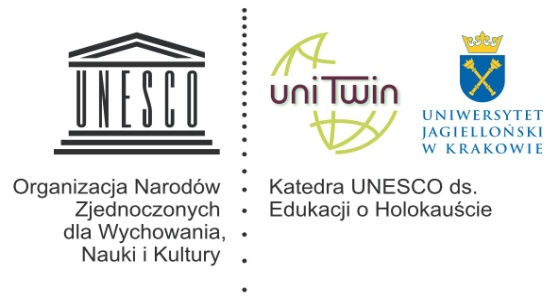 UNESCO
Organizacja Narodów
Zjednoczonych
dla Wychowania,
Nauki i Kultury
uniTwin
UNIWERSYTET
JAGIELLOŃSKI
W KRAKOWIE
Katedra UNESCO ds.
Edukacji o Holokauście